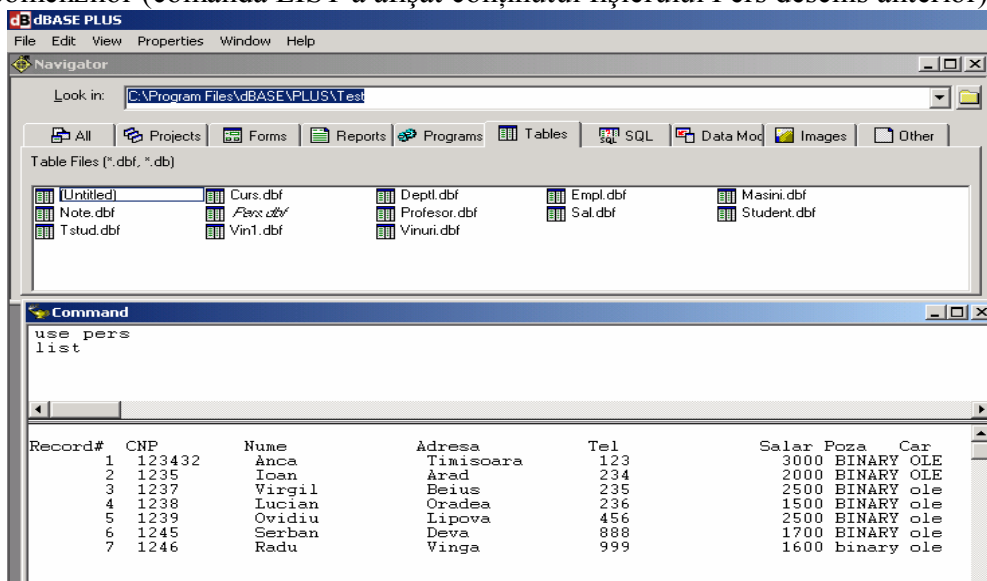 comenzilor (comanda LIST a afişat conţinutul fişierului Pers deschis anterior)
dBASE PLUS
File Edit View Properties Window Help
Navigator
Look in: C:\Program Files\dBASE\PLUS\Test
All Projects Forms Reports Programs Tables SQL Data Mod Images Other
Table Files (*.dbf, *.db)
(Untitled) Curs.dbf Deptl.dbf Empl.dbf Masini.dbf
Note.dbf Pers.dbf Profesor.dbf Sal.dbf Student.dbf
Tstud.dbf Vin1.dbf Vinuri.dbf
Command
use pers
list
Record# CNP Nume Adresa Tel Salar Poza Car
1 123432 Anca Timisoara 123 3000 BINARY OLE
2 1235 Ioan Arad 234 2000 BINARY OLE
3 1237 Virgil Beius 235 2500 BINARY ole
4 1238 Lucian Oradea 236 1500 BINARY ole
5 1239 Ovidiu Lipova 456 2500 BINARY ole
6 1245 Serban Deva 888 1700 BINARY ole
7 1246 Radu Vinga 999 1600 binary ole